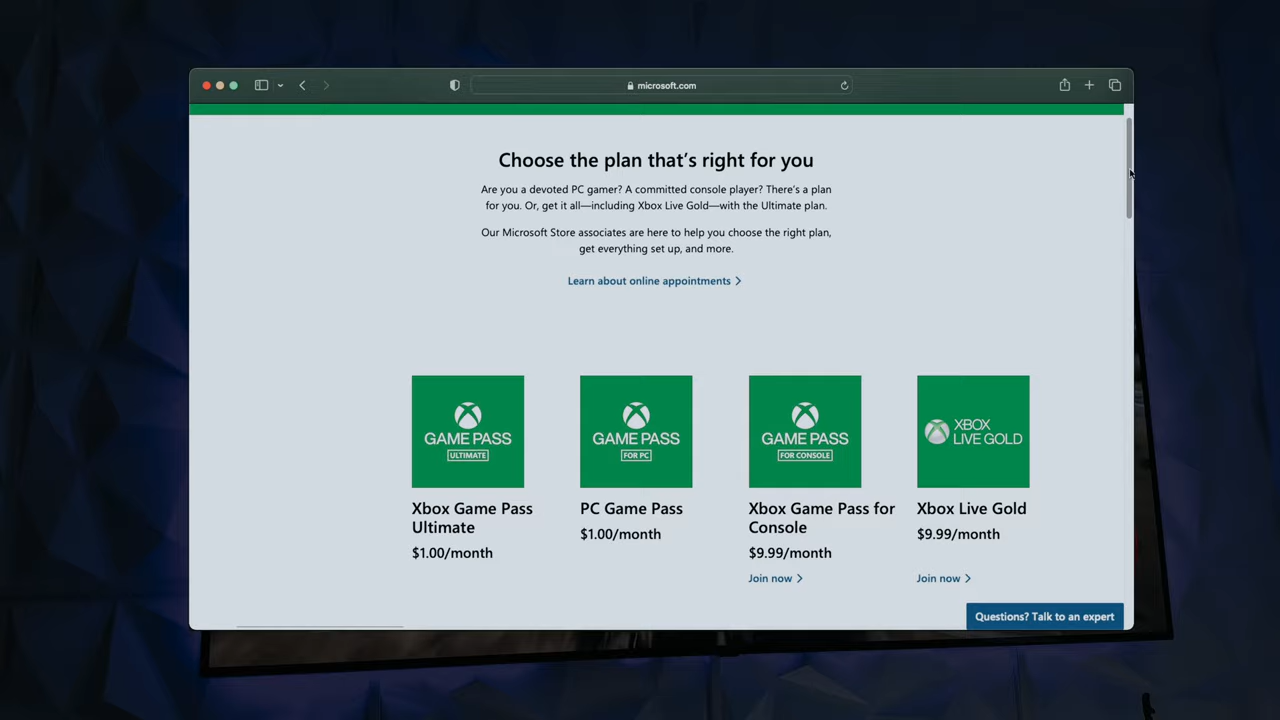 microsoft.com
Choose the plan that's right for you
Are you a devoted PC gamer? A committed console player? There's a plan
for you. Or, get it all—including Xbox Live Gold—with the Ultimate plan.
Our Microsoft Store associates are here to help you choose the right plan,
get everything set up, and more.
Learn about online appointments
GAME PASS
ULTIMATE
GAME PASS
FOR PC
GAME PASS
FOR CONSOLE
XBOX
LIVE GOLD
Xbox Game Pass
Ultimate
$1.00/month
PC Game Pass
$1.00/month
Xbox Game Pass for
Console
$9.99/month
Join now
Xbox Live Gold
$9.99/month
Join now
Questions? Talk to an expert